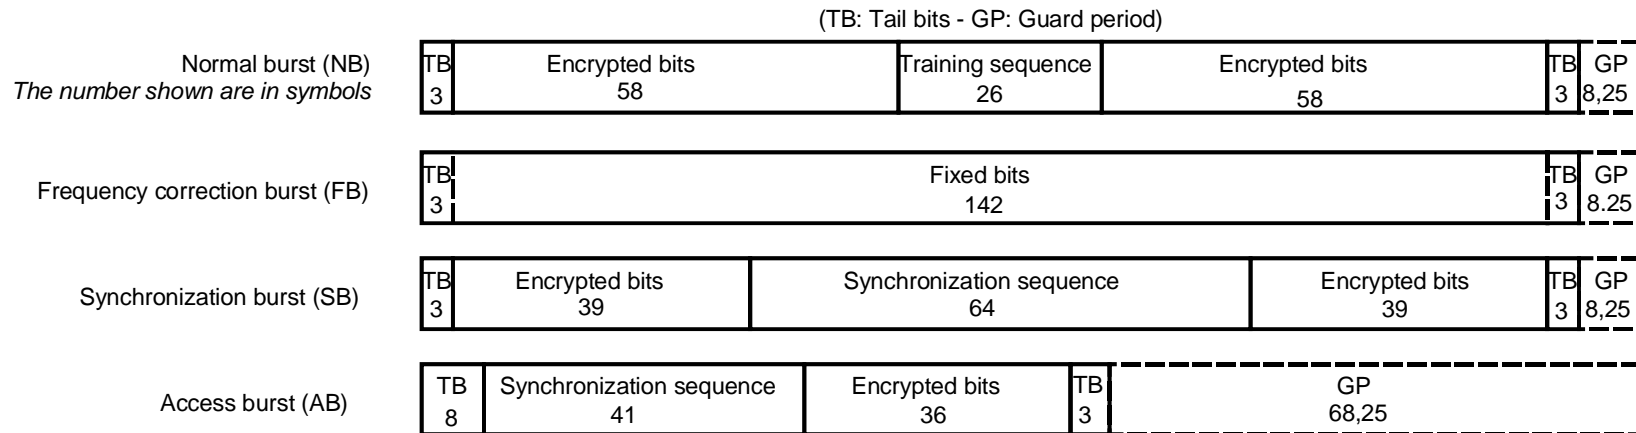 (TB: Tail bits - GP: Guard period)
Normal burst (NB)
The number shown are in symbols
TB Encrypted bits Training sequence Encrypted bits TB GP
3 58 26 58 3 8,25
Frequency correction burst (FB)
TB Fixed bits TB GP
3 142 3 8.25
Synchronization burst (SB)
TB Encrypted bits Synchronization sequence Encrypted bits TB GP
3 39 64 39 3 8,25
Access burst (AB)
TB Synchronization sequence Encrypted bits TB GP
8 41 36 3 68,25